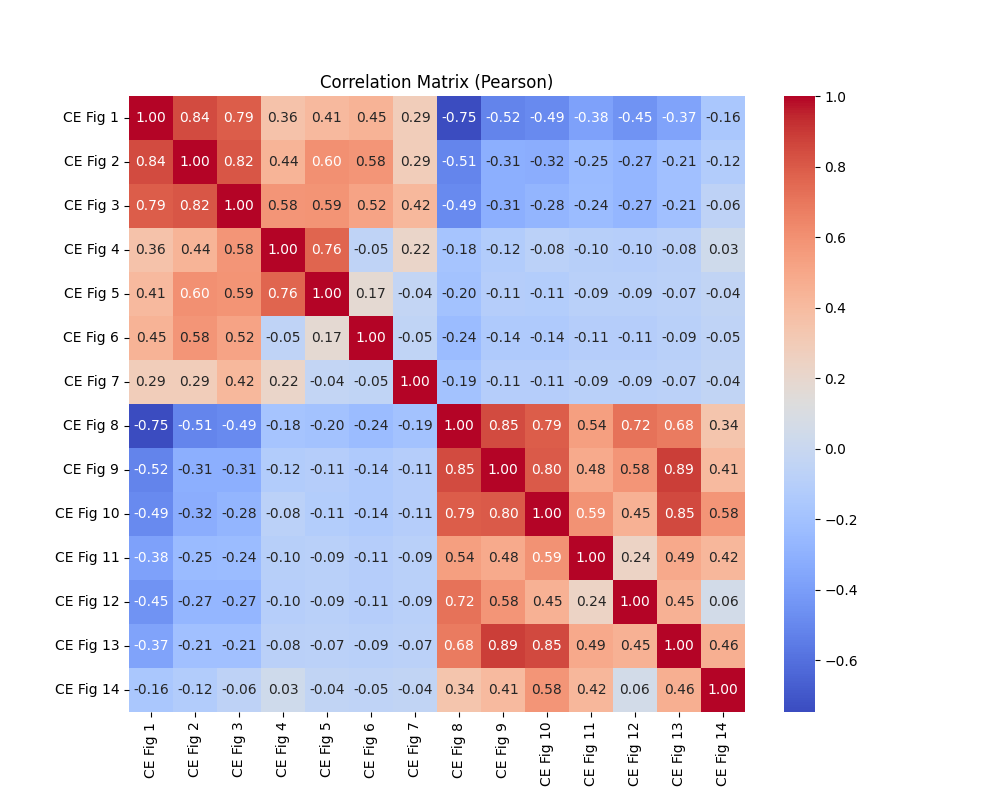 Correlation Matrix (Pearson)
CE Fig 1 1.00 0.84 0.79 0.36 0.41 0.45 0.29 -0.75 -0.52 -0.49 -0.38 -0.45 -0.37 -0.16
CE Fig 2 0.84 1.00 0.82 0.44 0.60 0.58 0.29 -0.51 -0.31 -0.32 -0.25 -0.27 -0.21 -0.12
CE Fig 3 0.79 0.82 1.00 0.58 0.59 0.52 0.42 -0.49 -0.31 -0.28 -0.24 -0.27 -0.21 -0.06
CE Fig 4 0.36 0.44 0.58 1.00 0.76 -0.05 0.22 -0.18 -0.12 -0.08 -0.10 -0.10 -0.08 0.03
CE Fig 5 0.41 0.60 0.59 0.76 1.00 0.17 -0.04 -0.20 -0.11 -0.11 -0.09 -0.09 -0.07 -0.04
CE Fig 6 0.45 0.58 0.52 -0.05 0.17 1.00 -0.05 -0.24 -0.14 -0.14 -0.11 -0.11 -0.09 -0.05
CE Fig 7 0.29 0.29 0.42 0.22 -0.04 -0.05 1.00 -0.19 -0.11 -0.11 -0.09 -0.09 -0.07 -0.04
CE Fig 8 -0.75 -0.51 -0.49 -0.18 -0.20 -0.24 -0.19 1.00 0.85 0.79 0.54 0.72 0.68 0.34
CE Fig 9 -0.52 -0.31 -0.31 -0.12 -0.11 -0.14 -0.11 0.85 1.00 0.80 0.48 0.58 0.89 0.41
CE Fig 10 -0.49 -0.32 -0.28 -0.08 -0.11 -0.14 -0.11 0.79 0.80 1.00 0.59 0.45 0.85 0.58
CE Fig 11 -0.38 -0.25 -0.24 -0.10 -0.09 -0.11 -0.09 0.54 0.48 0.59 1.00 0.24 0.49 0.42
CE Fig 12 -0.45 -0.27 -0.27 -0.10 -0.09 -0.11 -0.09 0.72 0.58 0.45 0.24 1.00 0.45 0.06
CE Fig 13 -0.37 -0.21 -0.21 -0.08 -0.07 -0.09 -0.07 0.68 0.89 0.85 0.49 0.45 1.00 0.46
CE Fig 14 -0.16 -0.12 -0.06 0.03 -0.04 -0.05 -0.04 0.34 0.41 0.58 0.42 0.06 0.46 1.00
CE Fig 1
CE Fig 2
CE Fig 3
CE Fig 4
CE Fig 5
CE Fig 6
CE Fig 7
CE Fig 8
CE Fig 9
CE Fig 10
CE Fig 11
CE Fig 12
CE Fig 13
CE Fig 14
1.0
0.8
0.6
0.4
0.2
0.0
−0.2
−0.4
−0.6